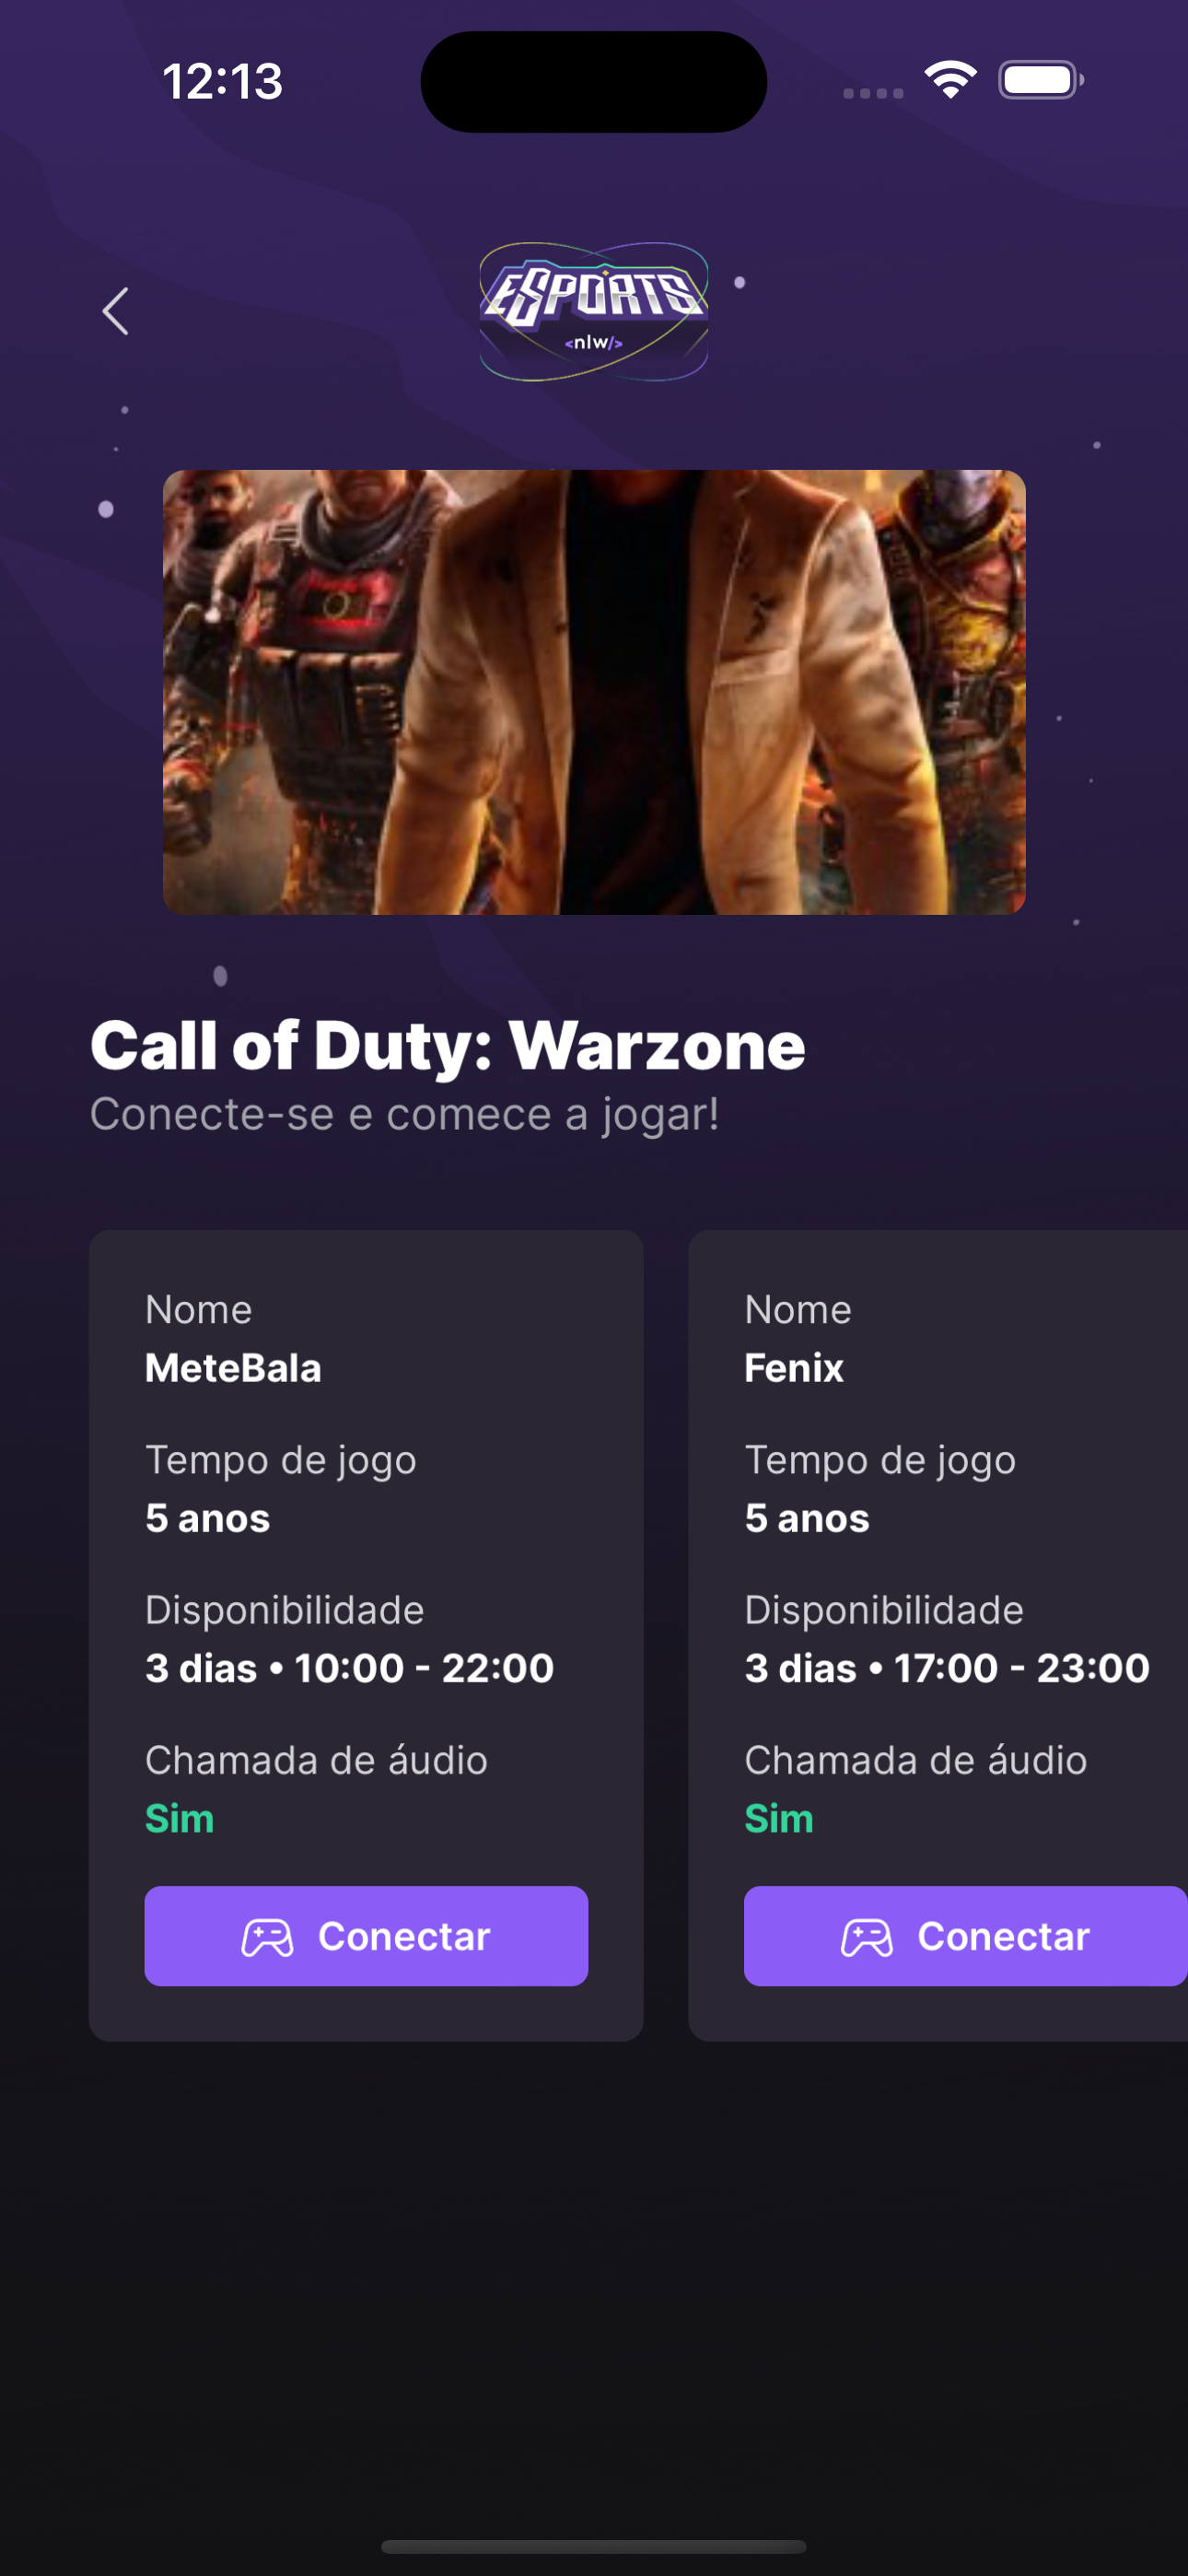 12:13
ESPORTS
<nlw/>
Call of Duty: Warzone
Conecte-se e comece a jogar!
Nome
MeteBala
Tempo de jogo
5 anos
Disponibilidade
3 dias • 10:00 - 22:00
Chamada de áudio
Sim
Conectar
Nome
Fenix
Tempo de jogo
5 anos
Disponibilidade
3 dias • 17:00 - 23:00
Chamada de áudio
Sim
Conectar